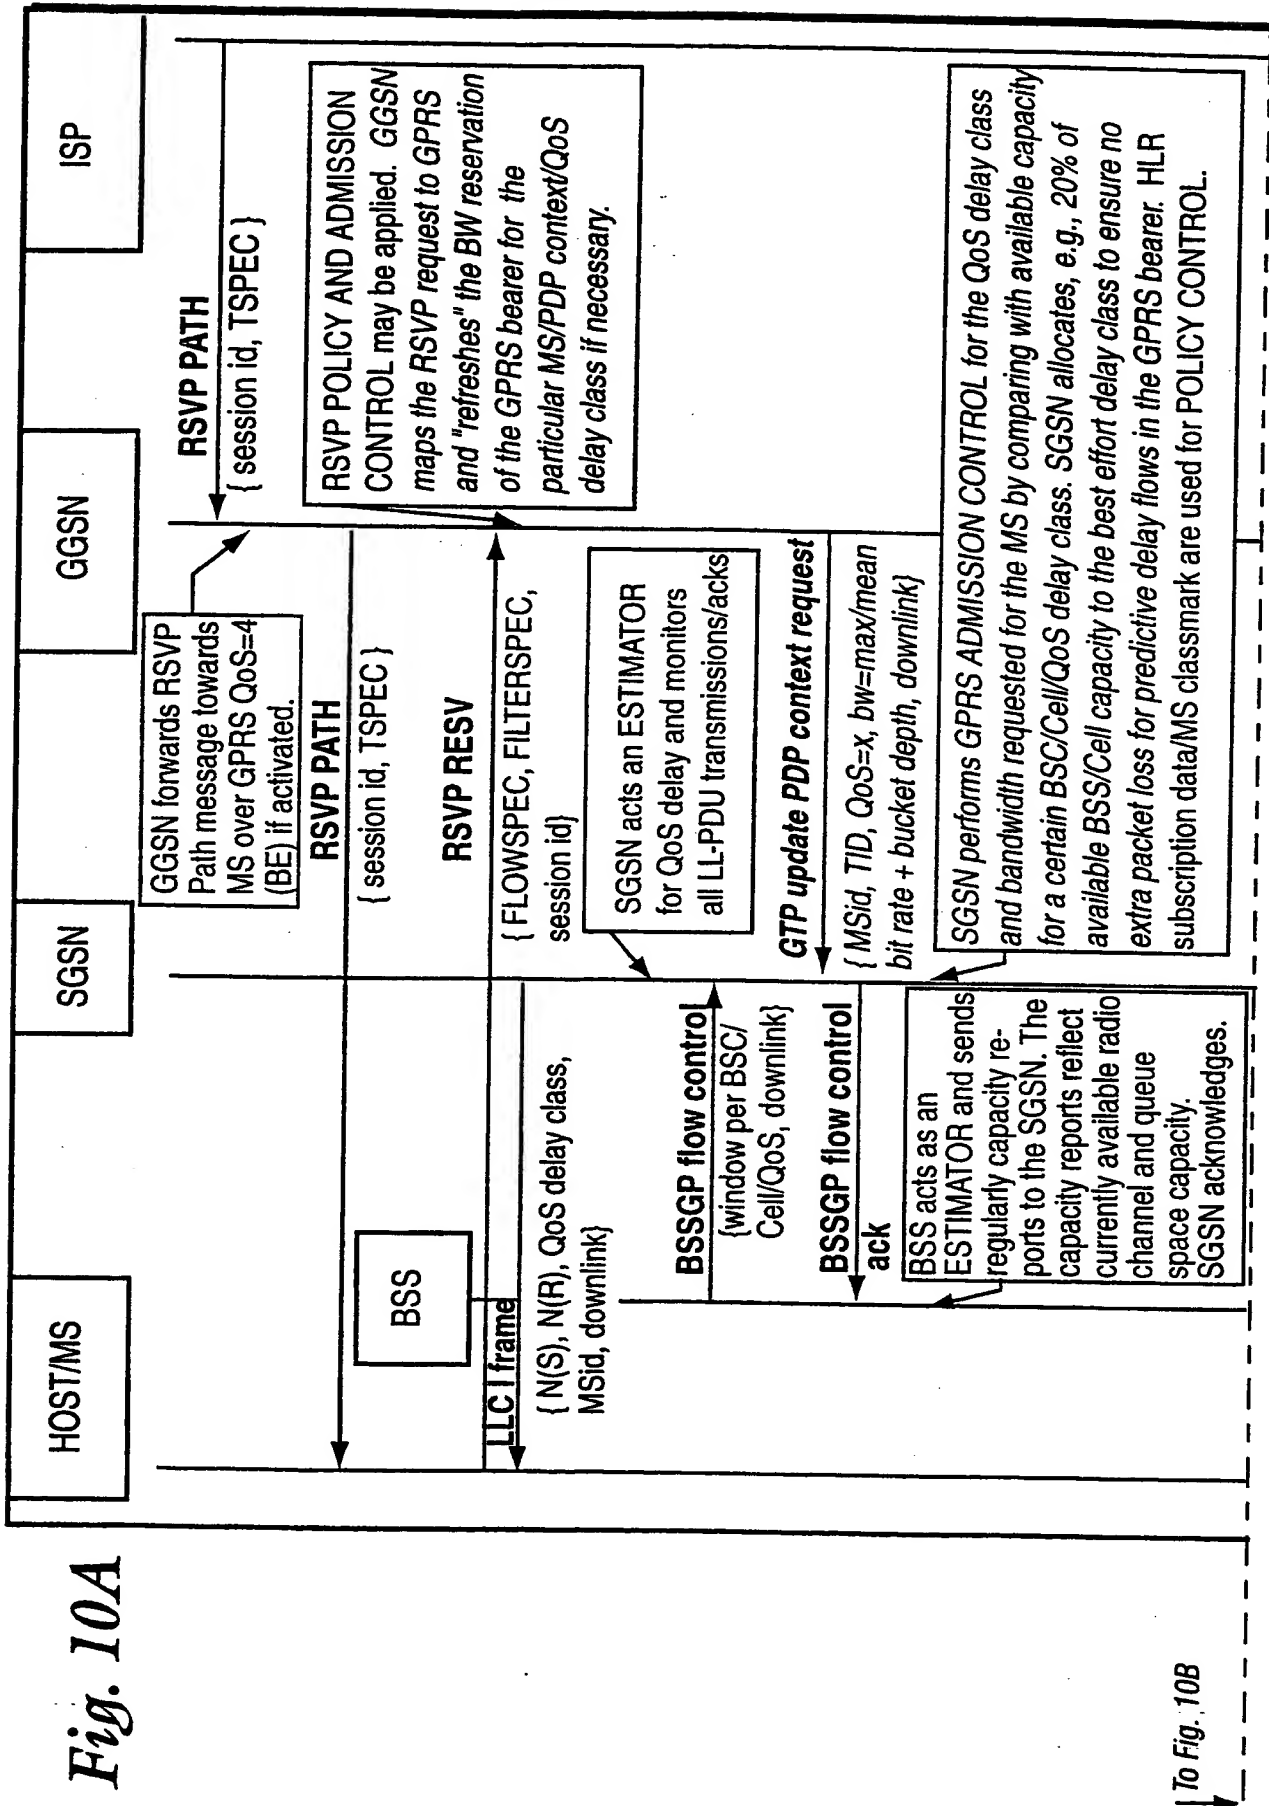 Fig. 10A
HOST/MS
SGSN
GGSN
ISP
GGSN forwards RSVP
Path message towards
MS over GPRS QoS=4
(BE) if activated.
RSVP PATH
{ session id, TSPEC }
RSVP PATH
{ session id, TSPEC }
BSS
RSVP RESV
{ FLOWSPEC, FILTERSPEC,
session id}
RSVP POLICY AND ADMISSION
CONTROL may be applied. GGSN
maps the RSVP request to GPRS
and "refreshes" the BW reservation
of the GPRS bearer for the
particular MS/PDP context/QoS
delay class if necessary.
LLC I frame
{ N(S), N(R), QoS delay class,
MSid, downlink}
SGSN acts an ESTIMATOR
for QoS delay and monitors
all LL-PDU transmissions/acks
BSSGP flow control
{window per BSC/
Cell/QoS, downlink}
GTP update PDP context request
{ MSid, TID, QoS=x, bw=max/mean
bit rate + bucket depth, downlink}
BSSGP flow control
ack
BSS acts as an
ESTIMATOR and sends
regularly capacity re-
ports to the SGSN. The
capacity reports reflect
currently available radio
channel and queue
space capacity.
SGSN acknowledges.
SGSN performs GPRS ADMISSION CONTROL for the QoS delay class
and bandwidth requested for the MS by comparing with available capacity
for a certain BSC/Cell/QoS delay class. SGSN allocates, e.g., 20% of
available BSS/Cell capacity to the best effort delay class to ensure no
extra packet loss for predictive delay flows in the GPRS bearer. HLR
subscription data/MS classmark are used for POLICY CONTROL.
To Fig. 10B